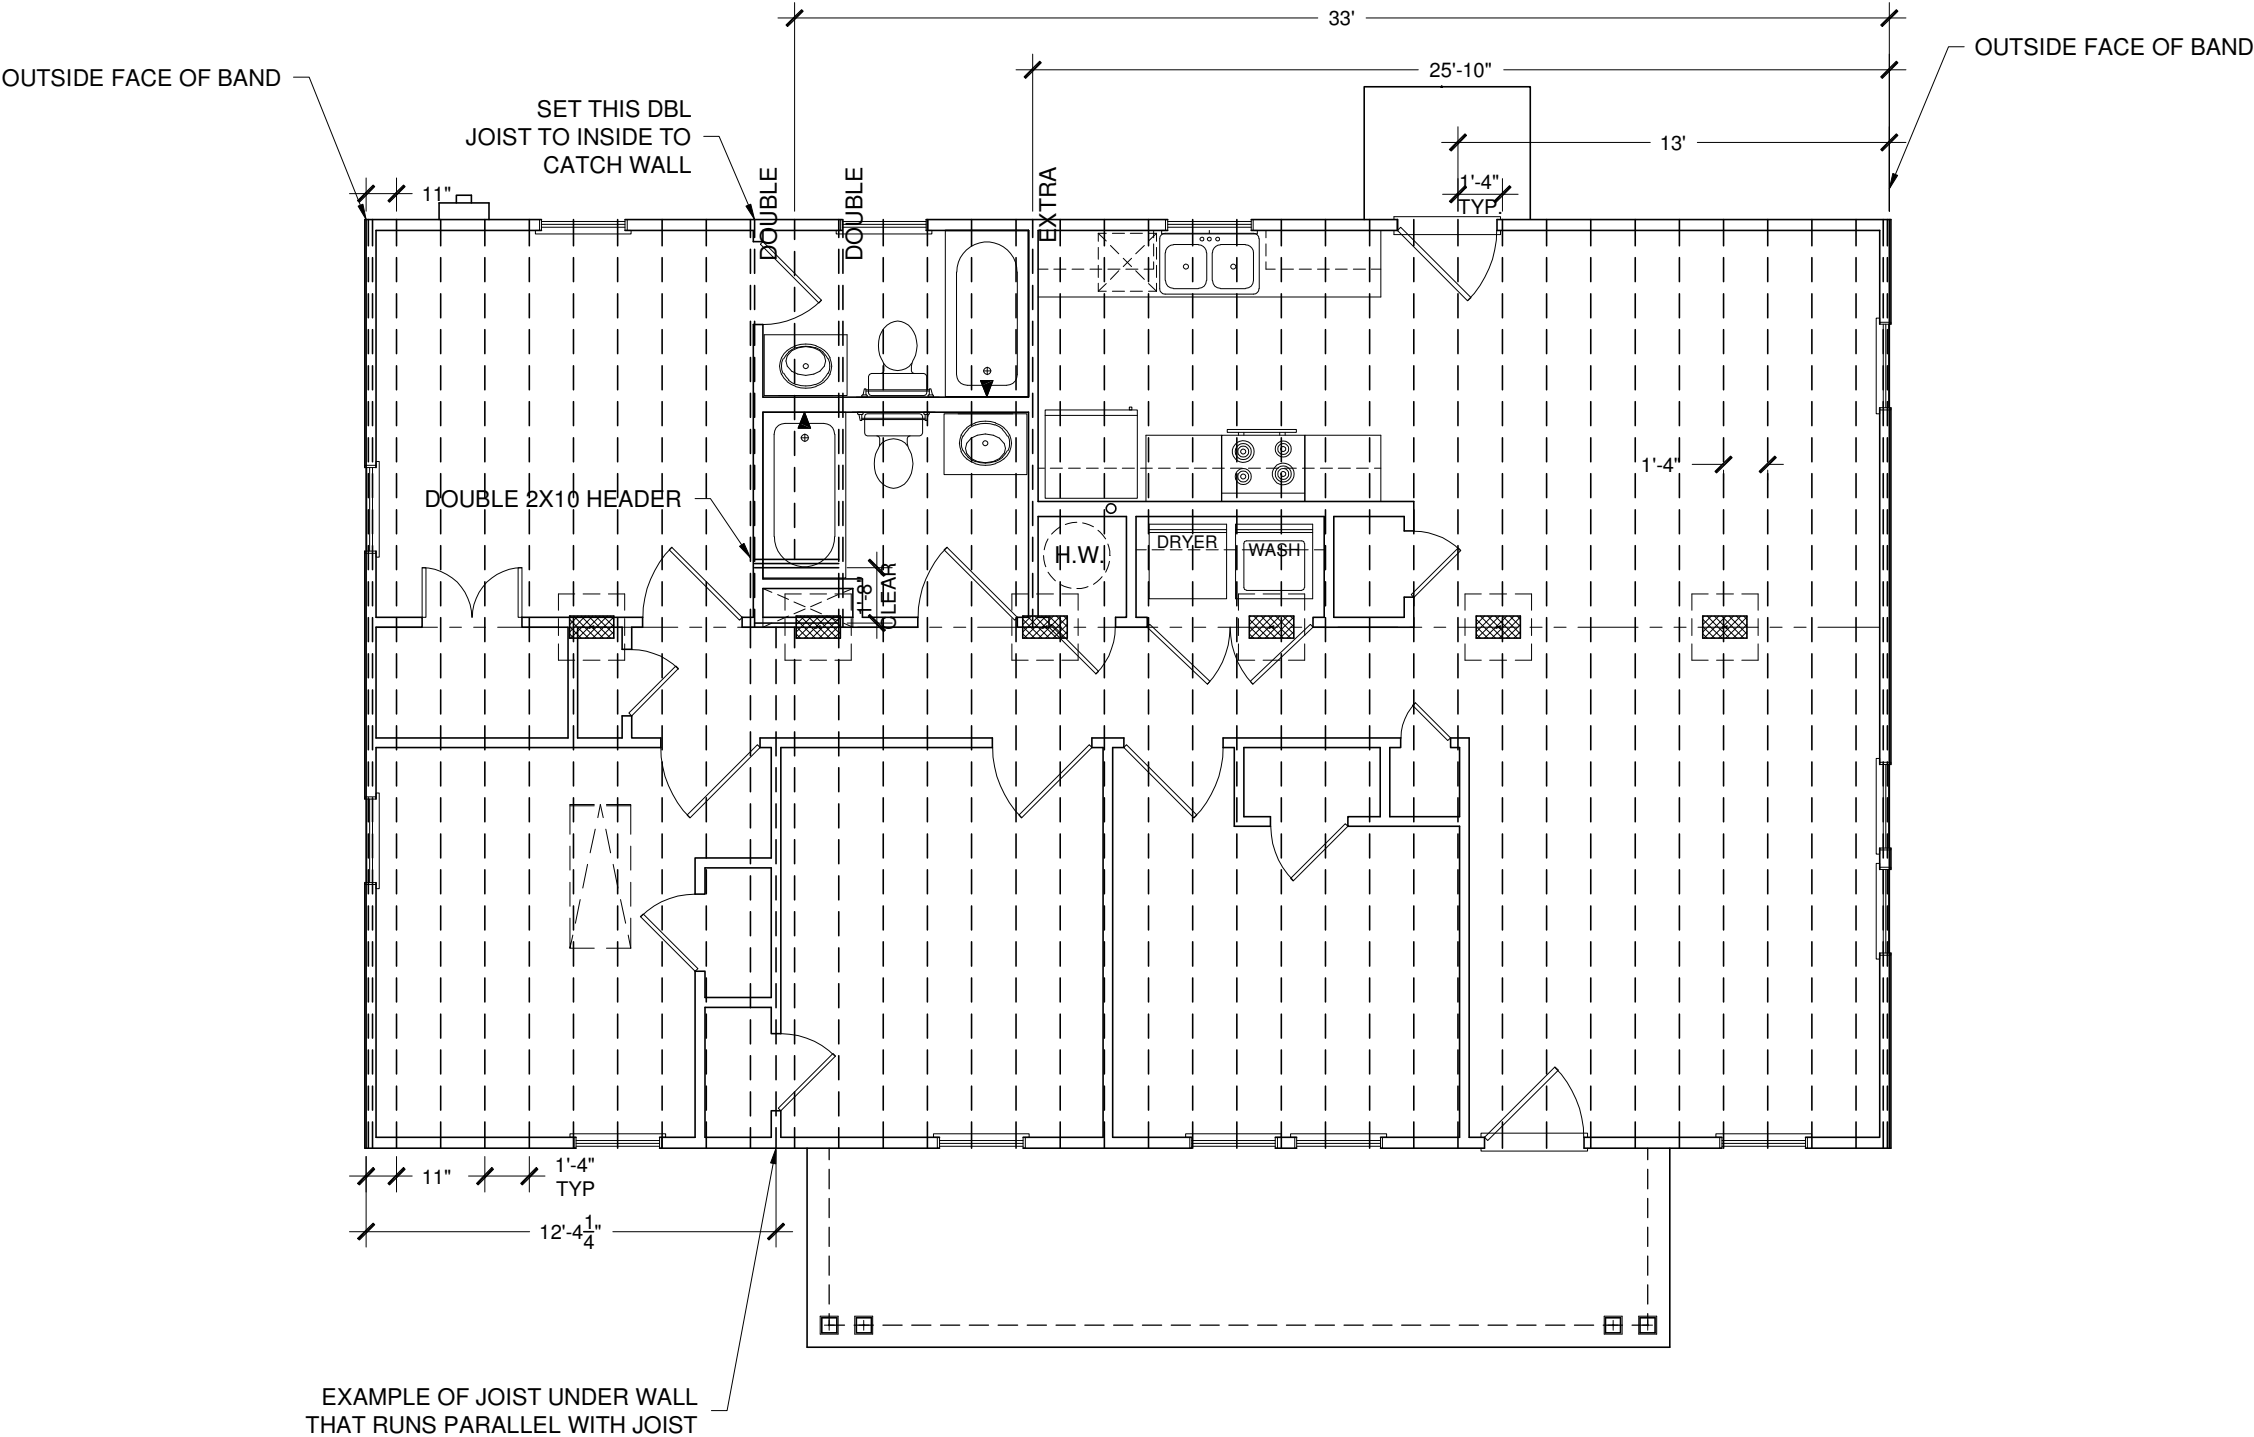 33'
OUTSIDE FACE OF BAND
25'-10"
OUTSIDE FACE OF BAND
SET THIS DBL
JOIST TO INSIDE TO
CATCH WALL
13'
DOUBLE
DOUBLE
EXTRA
11"
1'-4"
TYP.
1'-4"
DOUBLE 2X10 HEADER
DRYER
WASH
H.W.
1'-8"
CLEAR
11"
1'-4"
TYP
12'-4 1/4"
EXAMPLE OF JOIST UNDER WALL
THAT RUNS PARALLEL WITH JOIST